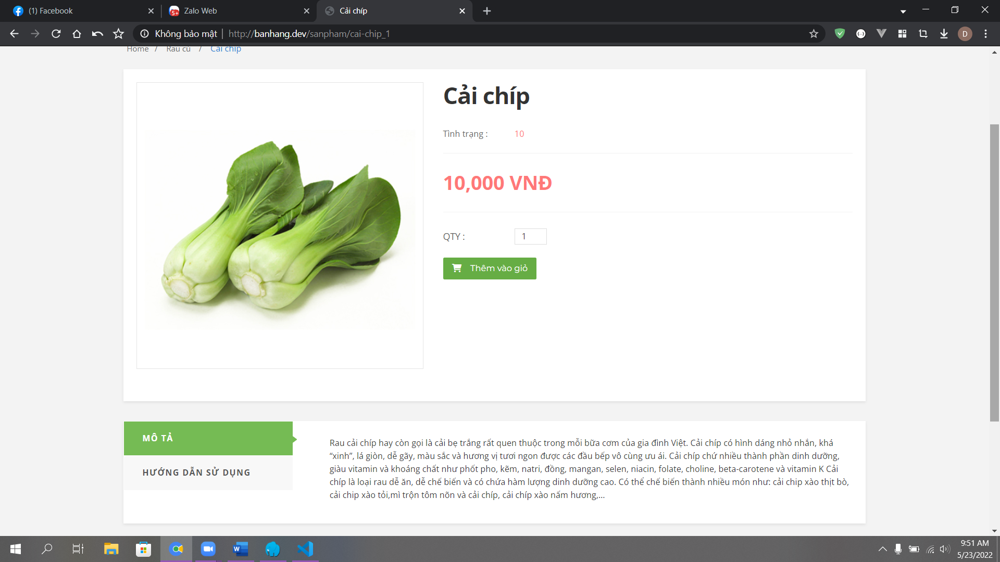 (1) Facebook
Zalo Web
Cải chíp
Không bảo mật
http://banhang.dev/sanpham/cai-chip_1
D
Home / Rau củ / Cải chíp
Cải chíp
Tình trạng : 10
10,000 VNĐ
QTY : 1
Thêm vào giỏ
MÔ TẢ
HƯỚNG DẪN SỬ DỤNG
Rau cải chíp hay còn gọi là cải bẹ trắng rất quen thuộc trong mỗi bữa cơm của gia đình Việt. Cải chíp có hình dáng nhỏ nhắn, khá
“xinh”, lá giòn, dễ gãy, màu sắc và hương vị tươi ngon được các đầu bếp vô cùng ưu ái. Cải chíp chứ nhiều thành phần dinh dưỡng,
giàu vitamin và khoáng chất như phốt pho, kẽm, natri, đồng, mangan, selen, niacin, folate, choline, beta-carotene và vitamin K Cải
chíp là loại rau dễ ăn, dễ chế biến và có chứa hàm lượng dinh dưỡng cao. Có thể chế biến thành nhiều món như: cải chip xào thịt bò,
cải chip xào tỏi,mì trộn tôm nõn và cải chíp, cải chíp xào nấm hương,...
9:51 AM
5/23/2022